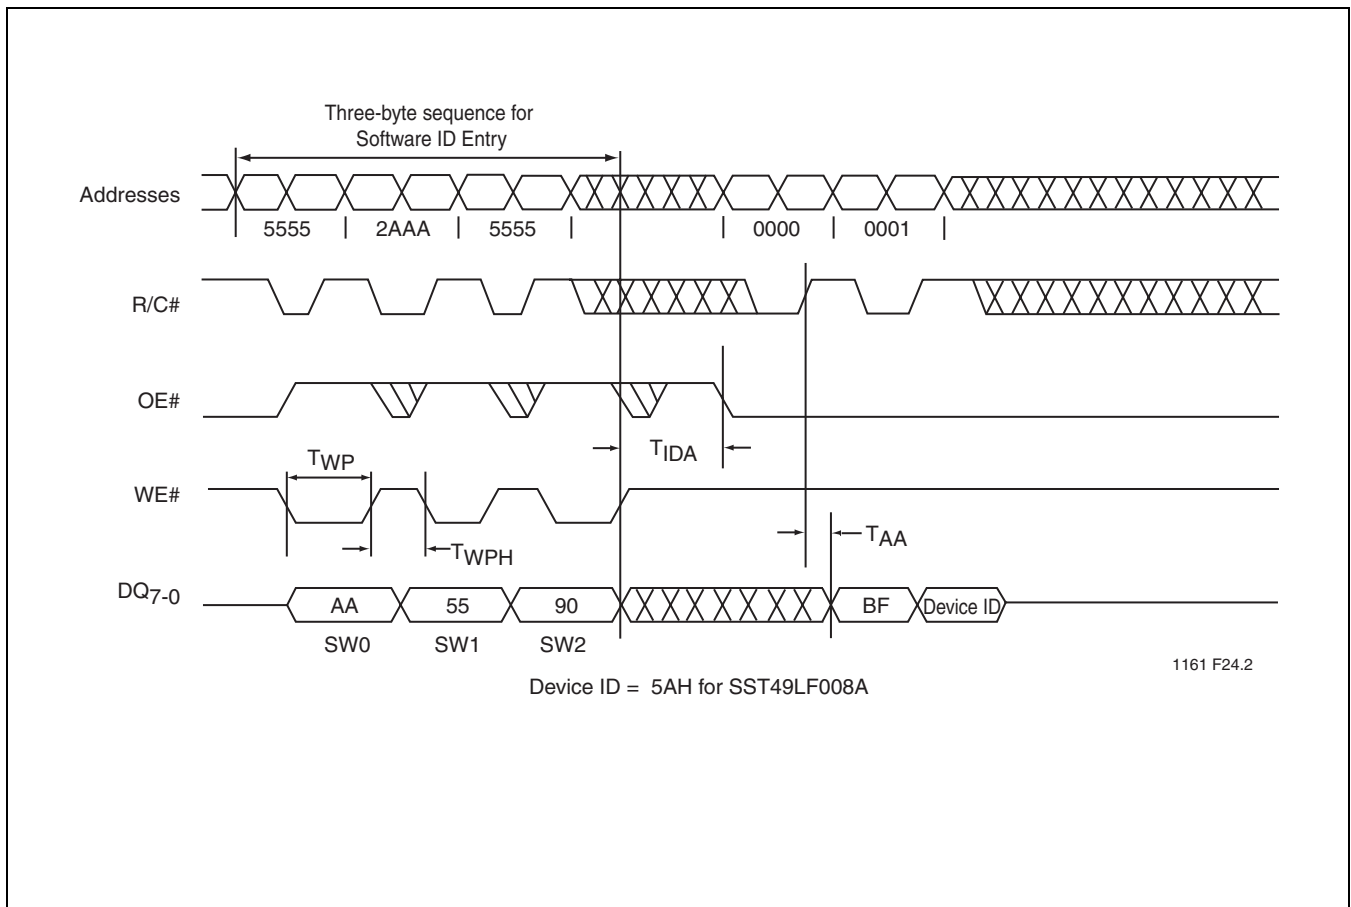 Three-byte sequence for
Software ID Entry
Addresses
5555 2AAA 5555 0000 0001
R/C#
OE#
TIDA
TWP
WE#
TAA
TWPH
DQ7-0
AA 55 90 BF Device ID
SW0 SW1 SW2
1161 F24.2
Device ID = 5AH for SST49LF008A